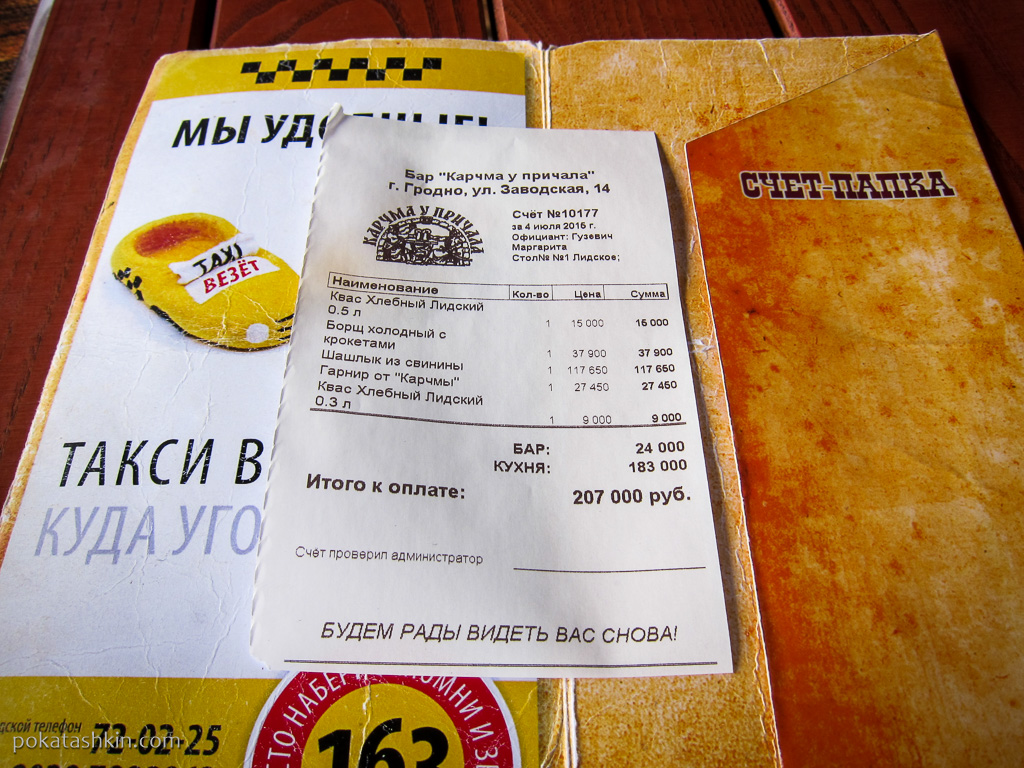 МЫ УДОБНЫЕ!
TAXI
ВЕЗЁТ
ТАКСИ В
КУДА УГО
72-02-25
163
Бар "Карчма у причала"
г. Гродно, ул. Заводская, 14
КАРЧМА У ПРИЧАЛА
Счёт №10177
за 4 июля 2015 г.
Официант: Гузевич
Маргарита
Стол№ №1 Лидское;
Наименование Кол-во Цена Сумма
Квас Хлебный Лидский
0.5 л 1 15 000 15 000
Борщ холодный с
крокетами 1 37 900 37 900
Шашлык из свинины 1 117 650 117 650
Гарнир от "Карчмы" 1 27 450 27 450
Квас Хлебный Лидский
0.3 л 1 9 000 9 000
БАР: 24 000
КУХНЯ: 183 000
Итого к оплате: 207 000 руб.
Счёт проверил администратор
БУДЕМ РАДЫ ВИДЕТЬ ВАС СНОВА!
СЧЕТ-ПАПКА
pokatashkin.com